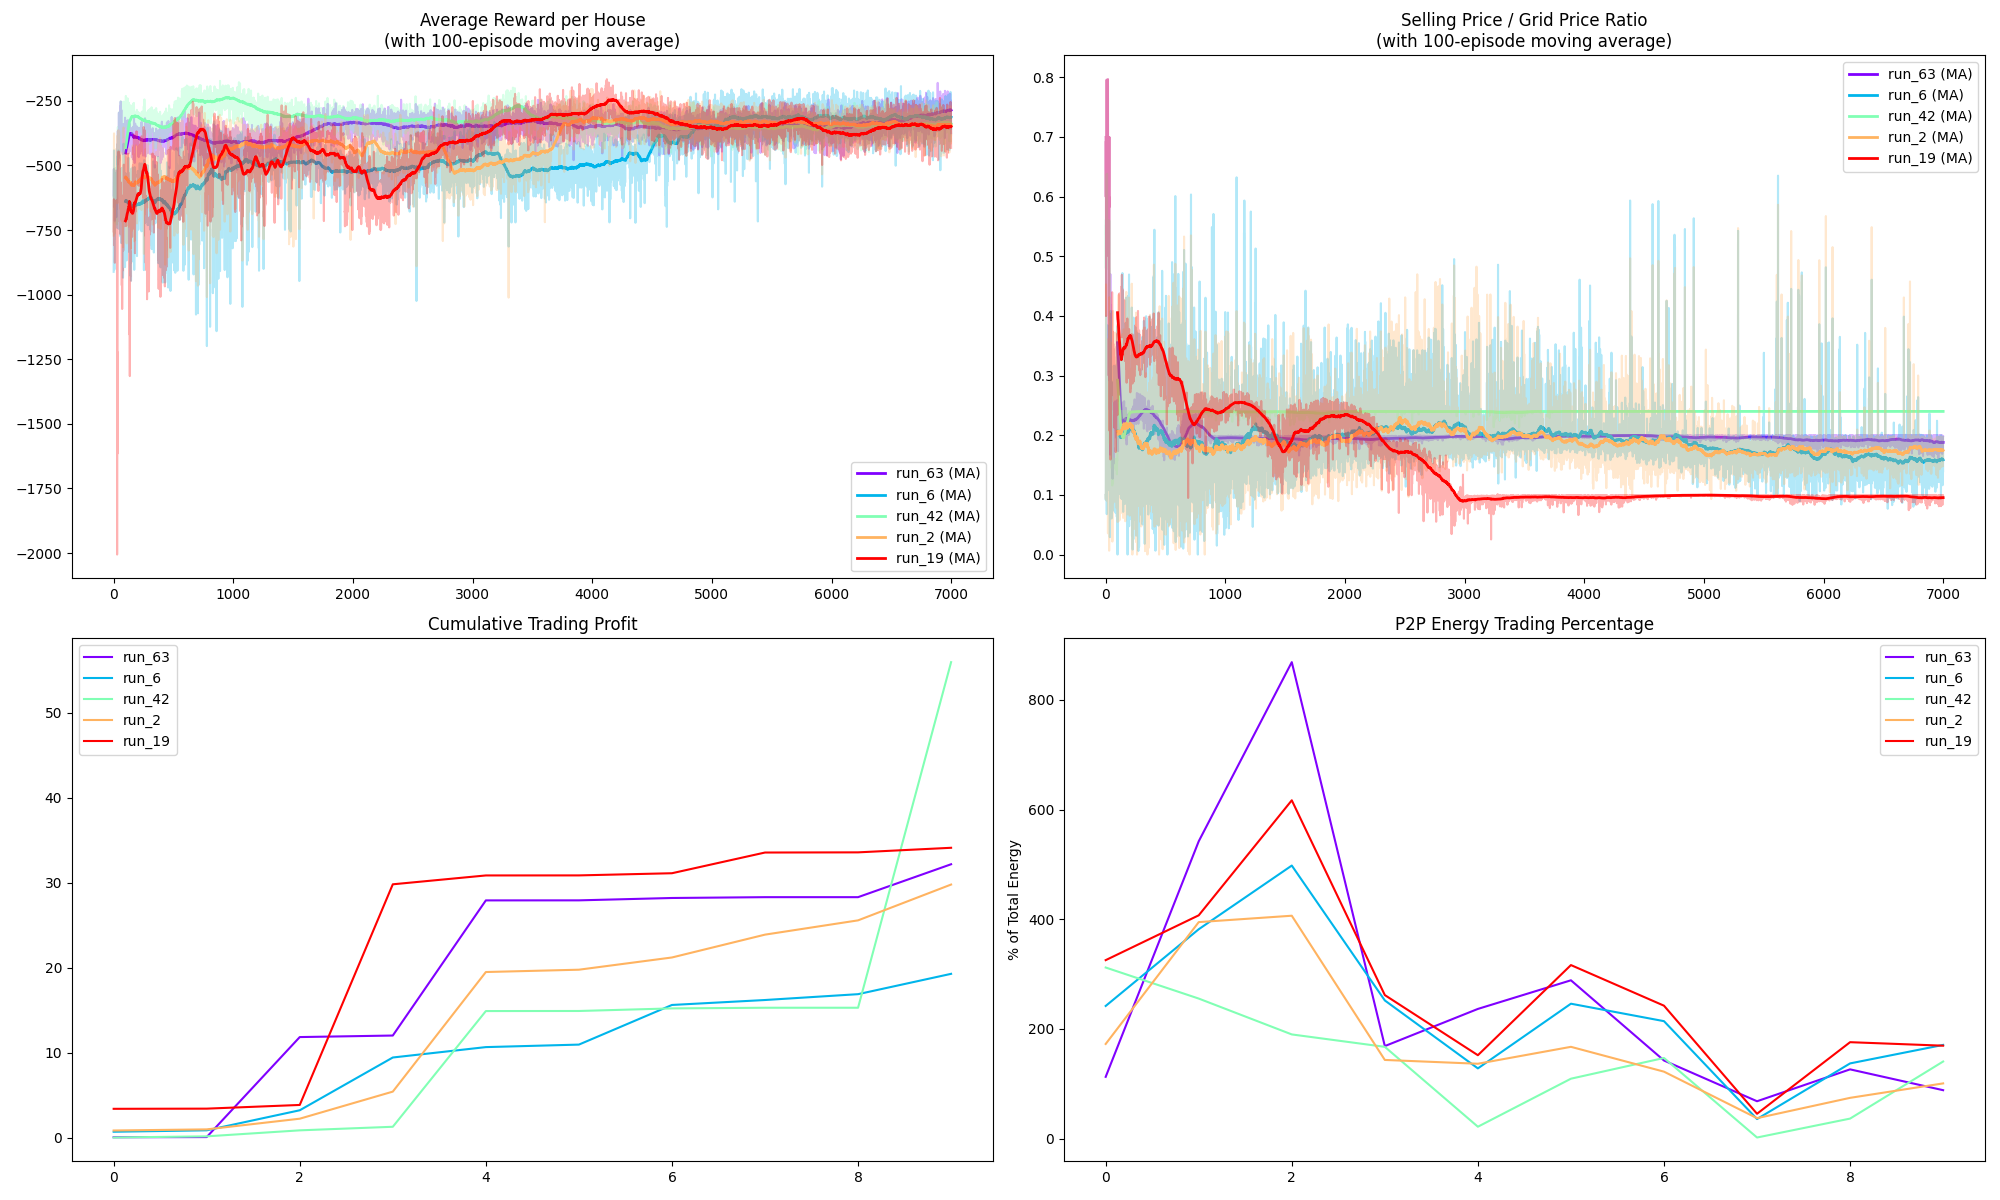 Average Reward per House
(with 100-episode moving average)
−250
−500
−750
−1000
−1250
−1500
−1750
−2000
0 1000 2000 3000 4000 5000 6000 7000
run_63 (MA)
run_6 (MA)
run_42 (MA)
run_2 (MA)
run_19 (MA)
Selling Price / Grid Price Ratio
(with 100-episode moving average)
0.8
0.7
0.6
0.5
0.4
0.3
0.2
0.1
0.0
0 1000 2000 3000 4000 5000 6000 7000
run_63 (MA)
run_6 (MA)
run_42 (MA)
run_2 (MA)
run_19 (MA)
Cumulative Trading Profit
50
40
30
20
10
0
0 2 4 6 8
run_63
run_6
run_42
run_2
run_19
P2P Energy Trading Percentage
% of Total Energy
800
600
400
200
0
0 2 4 6 8
run_63
run_6
run_42
run_2
run_19